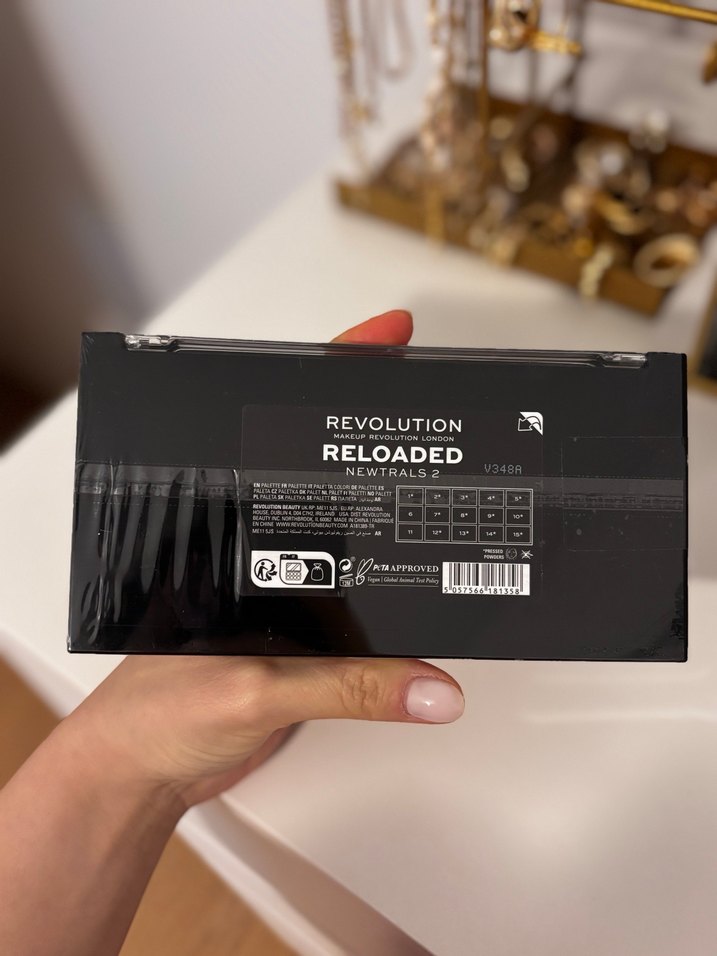 REVOLUTION
MAKEUP REVOLUTION LONDON
RELOADED
NEWTRALS 2
V348A
EN PALETTE FR PALETTE IT PALETTA COLORI DE PALETTE ES
PALETA CZ PALETKA DK PALET NL PALET FI PALETTI NO PALETT
PL PALETA SK PALETKA SE PALETT RS ПАЛЕТА AR
REVOLUTION BEAUTY UK RP: ME11 5JS / EU/AP: ALEXANDRA
HOUSE, DUBLIN 4, D04 C7H2, IRELAND USA. DIST. REVOLUTION
BEAUTY INC. NORTHBROOK, IL 60062 MADE IN CHINA / FABRIQUÉ
EN CHINE WWW.REVOLUTIONBEAUTY.COM
ME11 5JS AR
1* 2* 3* 4* 5*
6 7* 8* 9* 10*
11 12* 13* 14* 15*
*PRESSED
POWDERS
12M
PETA APPROVED
Vegan | Global Animal Test Policy
5 057566 181358